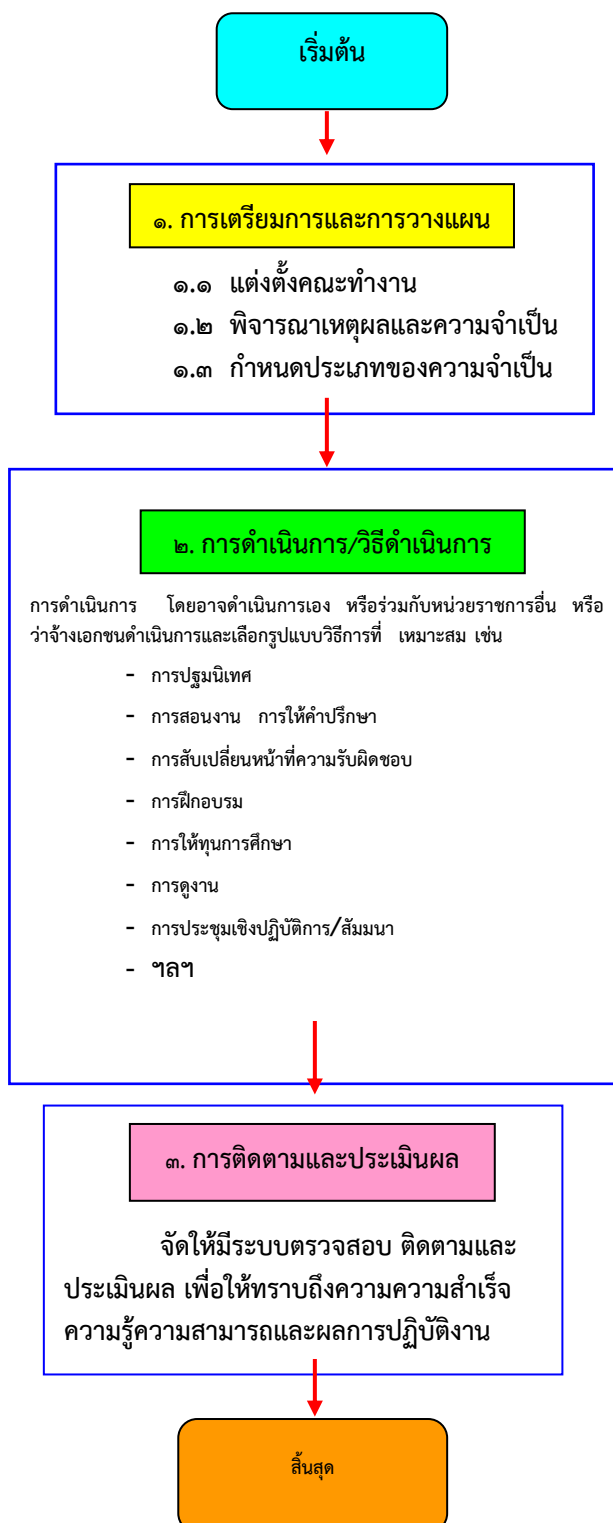 เริ่มต้น
๑. การเตรียมการและการวางแผน
๑.๑ แต่งตั้งคณะทำงาน
๑.๒ พิจารณาเหตุผลและความจำเป็น
๑.๓ กำหนดประเภทของความจำเป็น
๒. การดำเนินการ/วิธีดำเนินการ
การดำเนินการ โดยอาจดำเนินการเอง หรือร่วมกับหน่วยราชการอื่น หรือ
ว่าจ้างเอกชนดำเนินการและเลือกรูปแบบวิธีการที่ เหมาะสม เช่น
- การปฐมนิเทศ
- การสอนงาน การให้คำปรึกษา
- การสับเปลี่ยนหน้าที่ความรับผิดชอบ
- การฝึกอบรม
- การให้ทุนการศึกษา
- การดูงาน
- การประชุมเชิงปฏิบัติการ/สัมมนา
- ฯลฯ
๓. การติดตามและประเมินผล
จัดให้มีระบบตรวจสอบ ติดตามและ
ประเมินผล เพื่อให้ทราบถึงความความสำเร็จ
ความรู้ความสามารถและผลการปฏิบัติงาน
สิ้นสุด